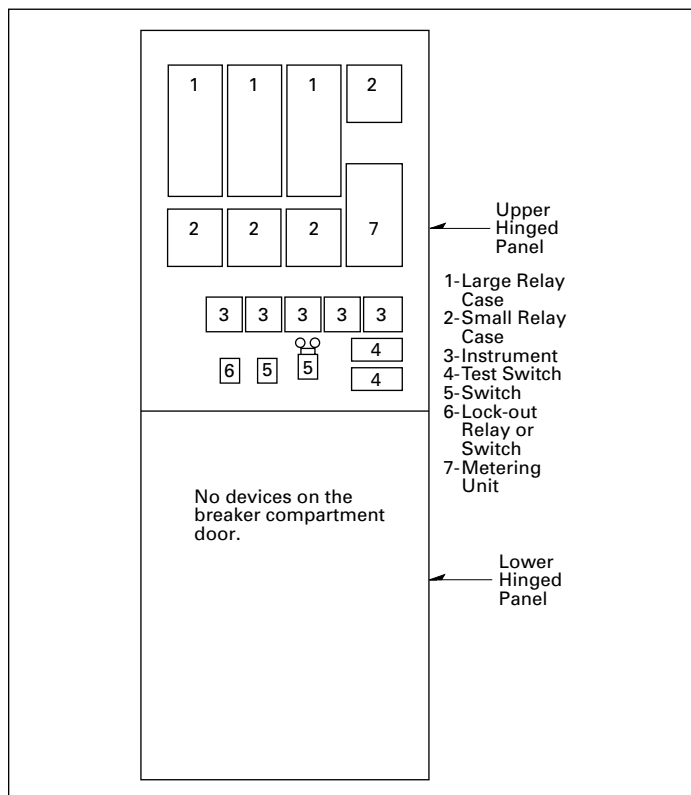 1 1 1 2
2 2 2 7
3 3 3 3 3
4
6 5 5
4
Upper
Hinged
Panel
1-Large Relay
Case
2-Small Relay
Case
3-Instrument
4-Test Switch
5-Switch
6-Lock-out
Relay or
Switch
7-Metering
Unit
No devices on the
breaker compartment
door.
Lower
Hinged
Panel